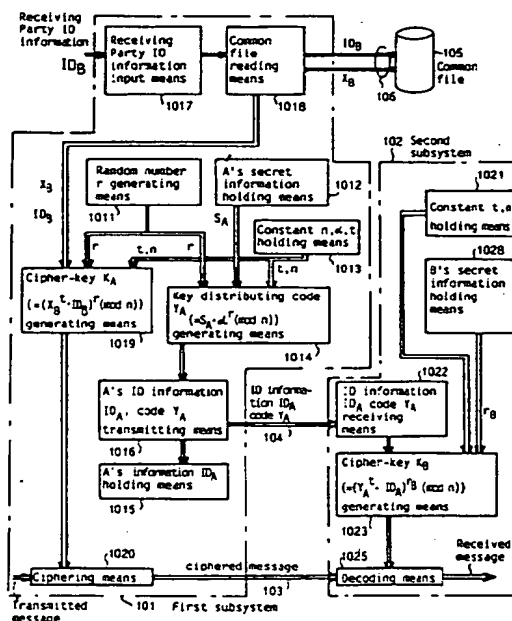 Receiving
Party ID
information
ID_B
Receiving
Party ID
information
input means
1017
Common
file
reading
means
1018
ID_B
X_B
106
105
Common
file
102 Second
subsystem
1021
Constant t,n
holding means
1028
B's secret
information
holding
means
r_B
X_B
ID_B
Random number
r generating
means
1011
A's secret
information
holding
means
1012
S_A
Constant n,α,t
holding means
1013
r
t,n
r
t,n
Cipher-key K_A
(=(X_B^t·ID_B)^r(mod n))
generating means
1019
Key distributing code
Y_A
(=S_A·α^r(mod n))
generating means
1014
A's ID information
ID_A, code Y_A
transmitting means
1016
ID informa-
tion ID_A
code Y_A
104
1022
ID information
ID_A code Y_A
receiving
means
A's information ID_A
holding means
1015
Cipher-key K_B
(={Y_A^t·ID_A)^r_B(mod n)}
generating means
1023
1020
Ciphering means
ciphered message
103
1025
Decoding means
Received
message
Transmitted
message
101 First subsystem